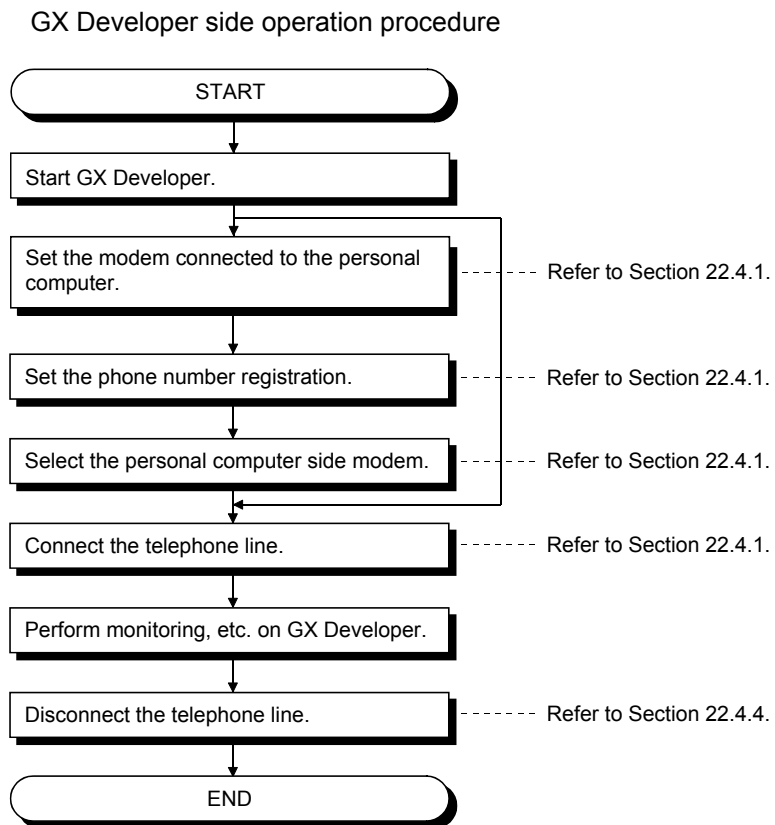 GX Developer side operation procedure
START
Start GX Developer.
Set the modem connected to the personal
computer.
Refer to Section 22.4.1.
Set the phone number registration.
Refer to Section 22.4.1.
Select the personal computer side modem.
Refer to Section 22.4.1.
Connect the telephone line.
Refer to Section 22.4.1.
Perform monitoring, etc. on GX Developer.
Disconnect the telephone line.
Refer to Section 22.4.4.
END